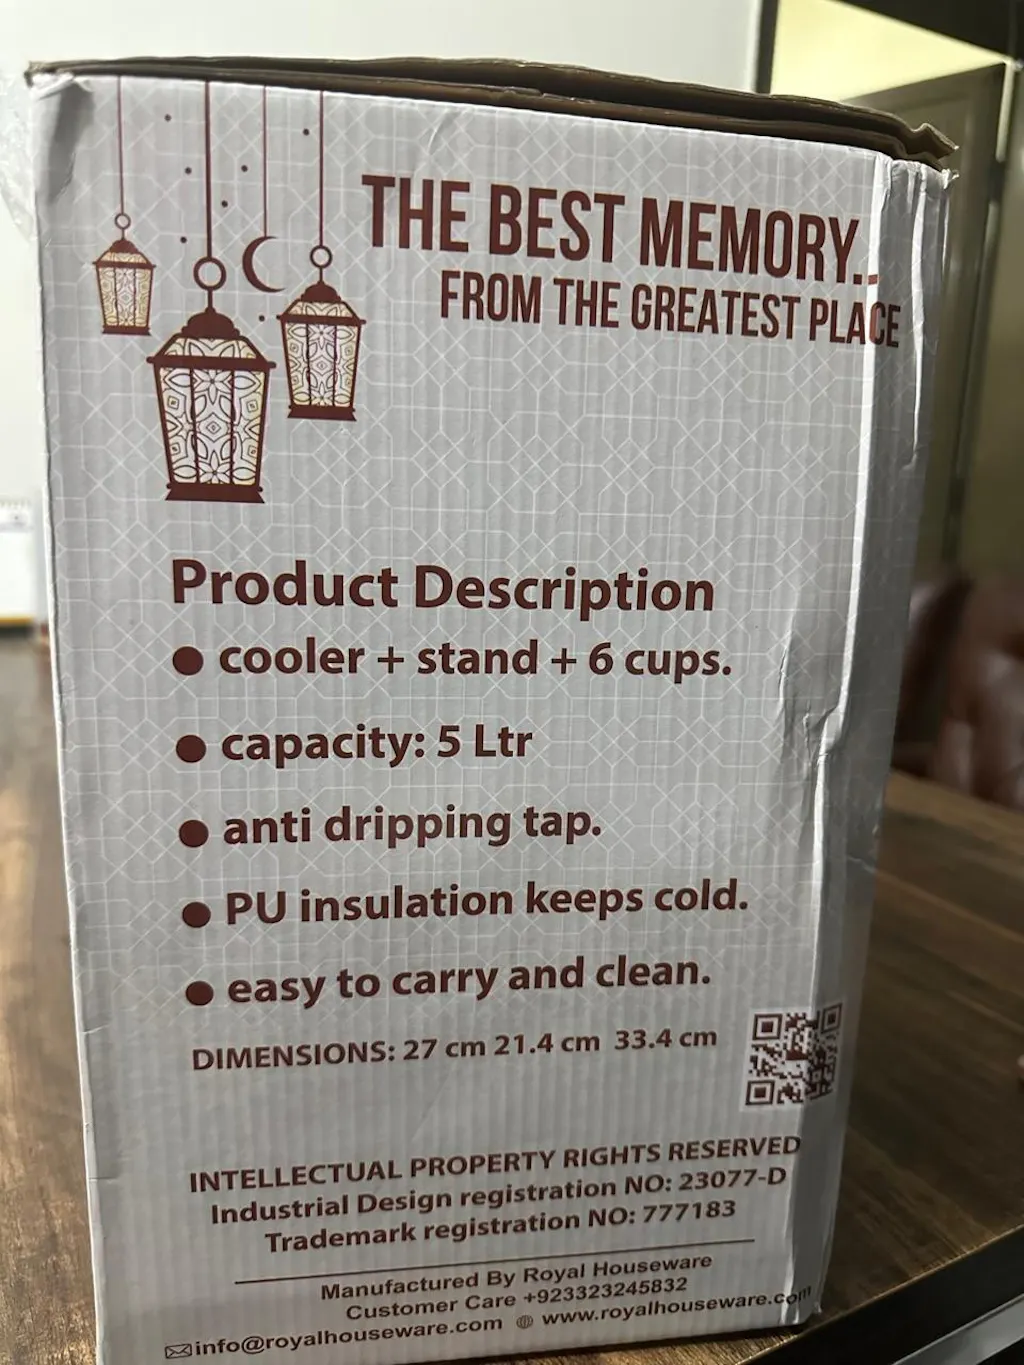 THE BEST MEMORY..
FROM THE GREATEST PLACE
Product Description
● cooler + stand + 6 cups.
● capacity: 5 Ltr
● anti dripping tap.
● PU insulation keeps cold.
● easy to carry and clean.
DIMENSIONS: 27 cm 21.4 cm 33.4 cm
INTELLECTUAL PROPERTY RIGHTS RESERVED
Industrial Design registration NO: 23077-D
Trademark registration NO: 777183
Manufactured By Royal Houseware
Customer Care +923323245832
info@royalhouseware.com www.royalhouseware.com